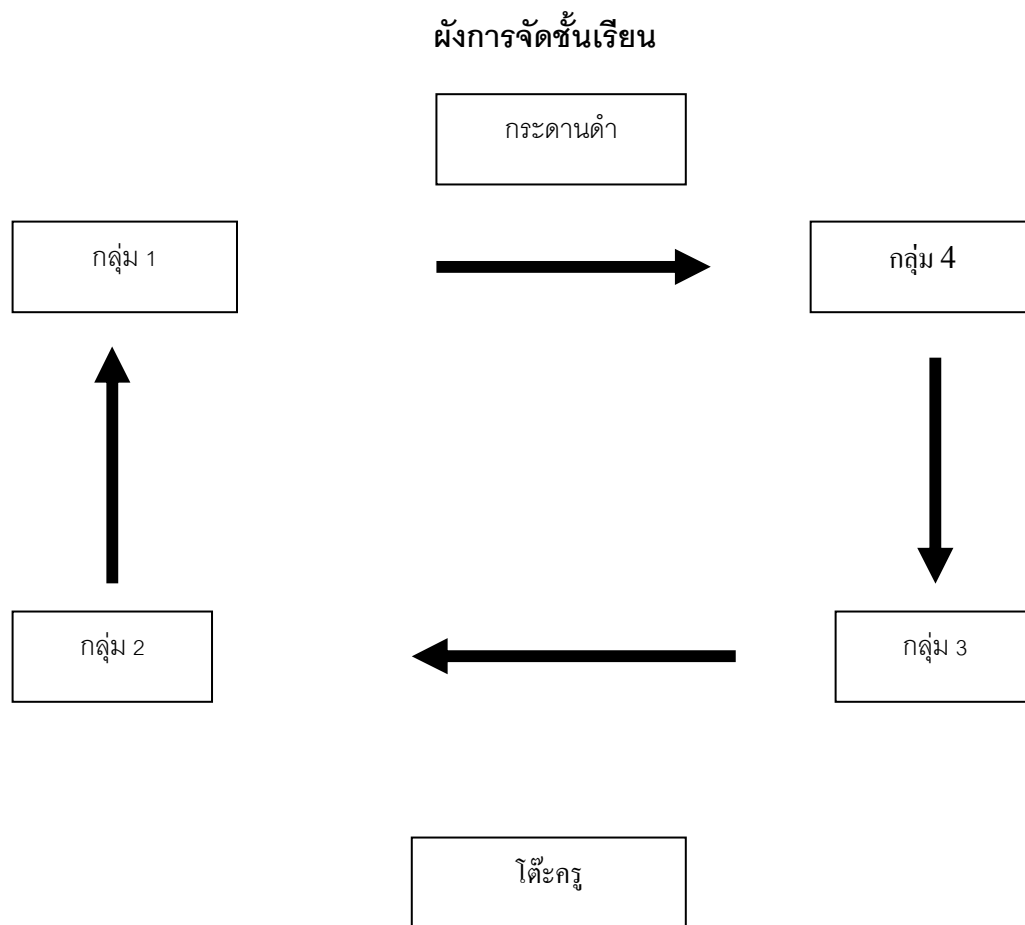 ผังการจัดชั้นเรียน
กระดานดำ
กลุ่ม 1
กลุ่ม 4
กลุ่ม 2
กลุ่ม 3
โต๊ะครู